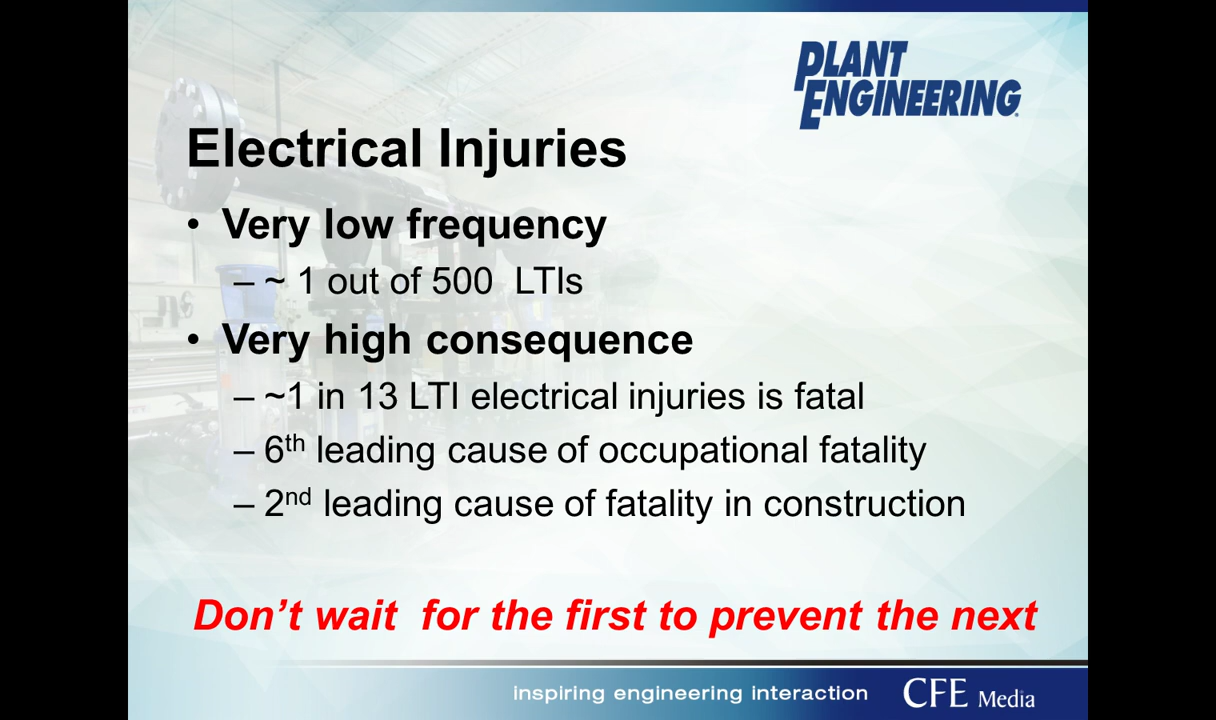 PLANT
ENGINEERING
Electrical Injuries
• Very low frequency
– ~ 1 out of 500  LTIs
• Very high consequence
– ~1 in 13 LTI electrical injuries is fatal
– 6th leading cause of occupational fatality
– 2nd leading cause of fatality in construction
Don’t wait  for the first to prevent the next
inspiring engineering interaction
CFE Media